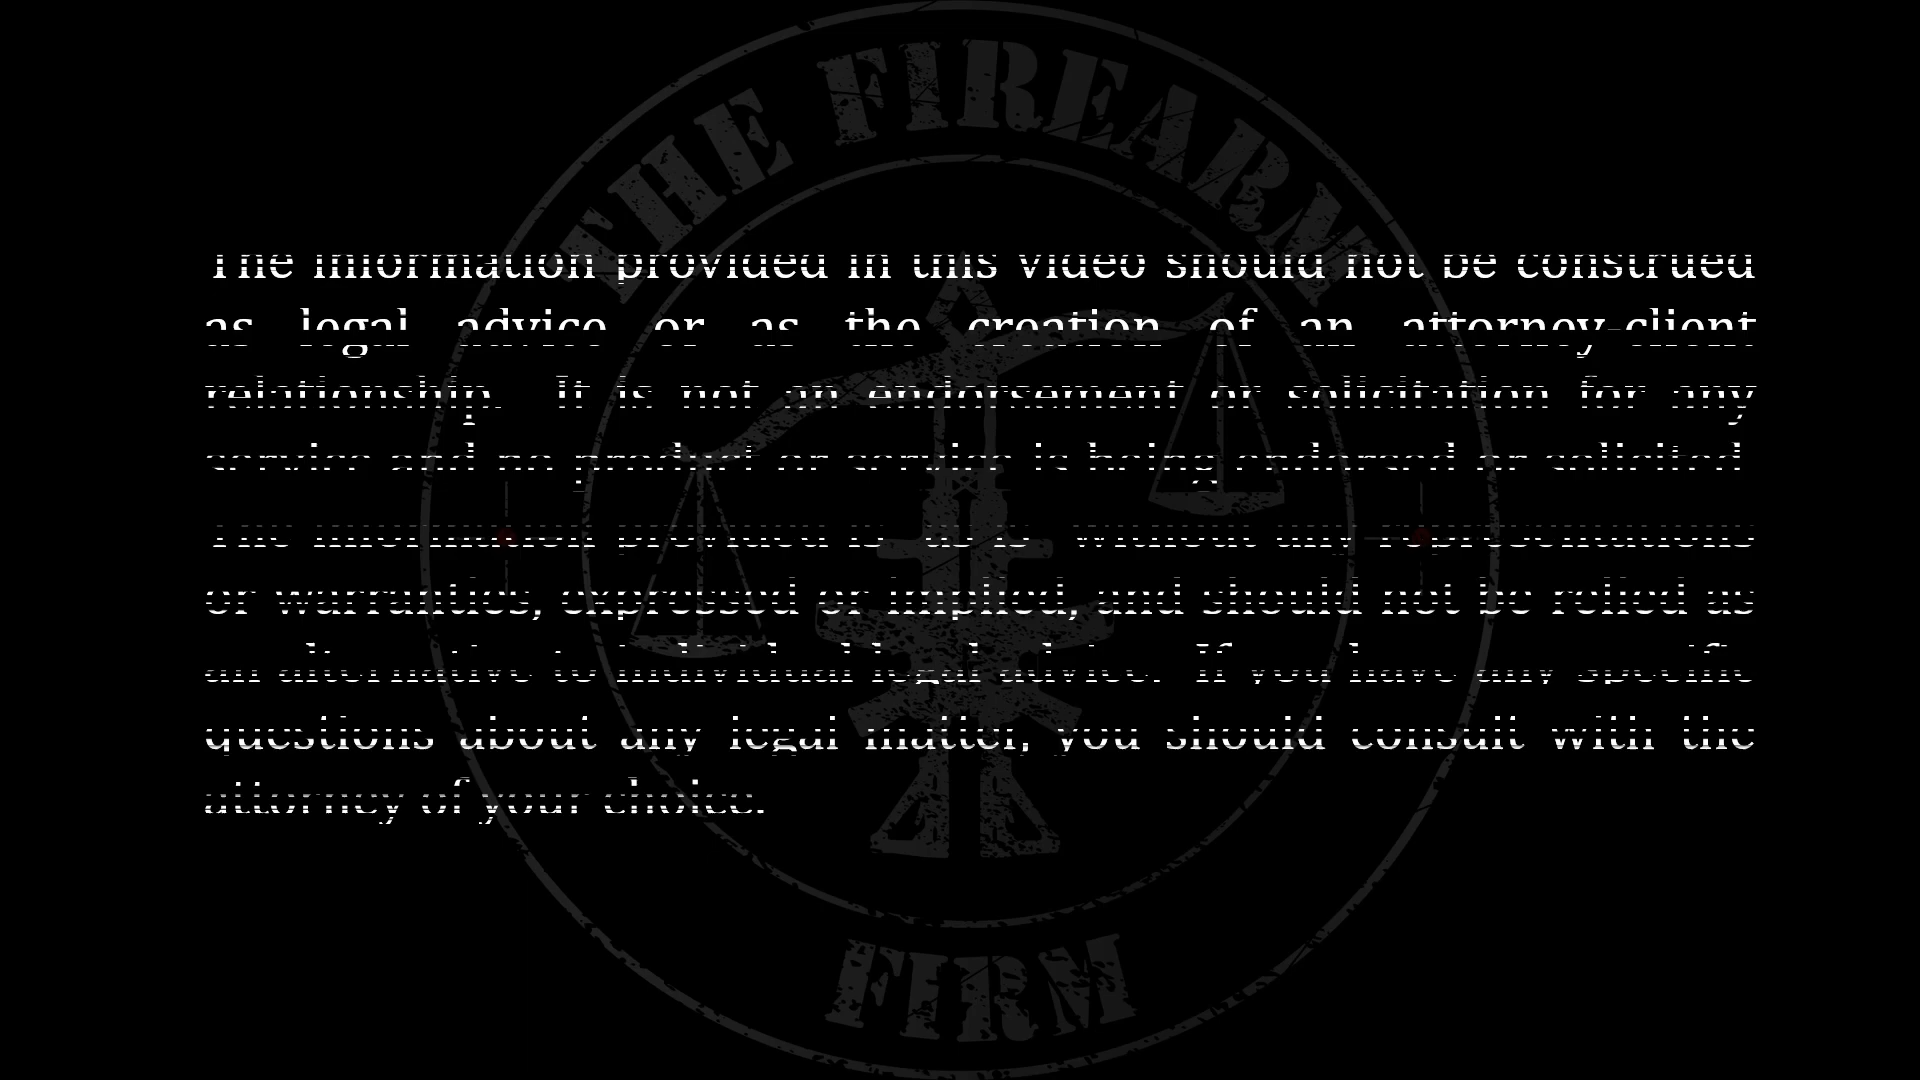 THE FIREARM
The information provided in this video should not be construed
as legal advice or as the creation of an attorney-client
relationship. It is not an endorsement or solicitation for any
service and no product or service is being endorsed or solicited.
The information provided is "as is" without any representations
or warranties, expressed or implied, and should not be relied as
an alternative to individual legal advice. If you have any specific
questions about any legal matter, you should consult with the
attorney of your choice.
FIRM